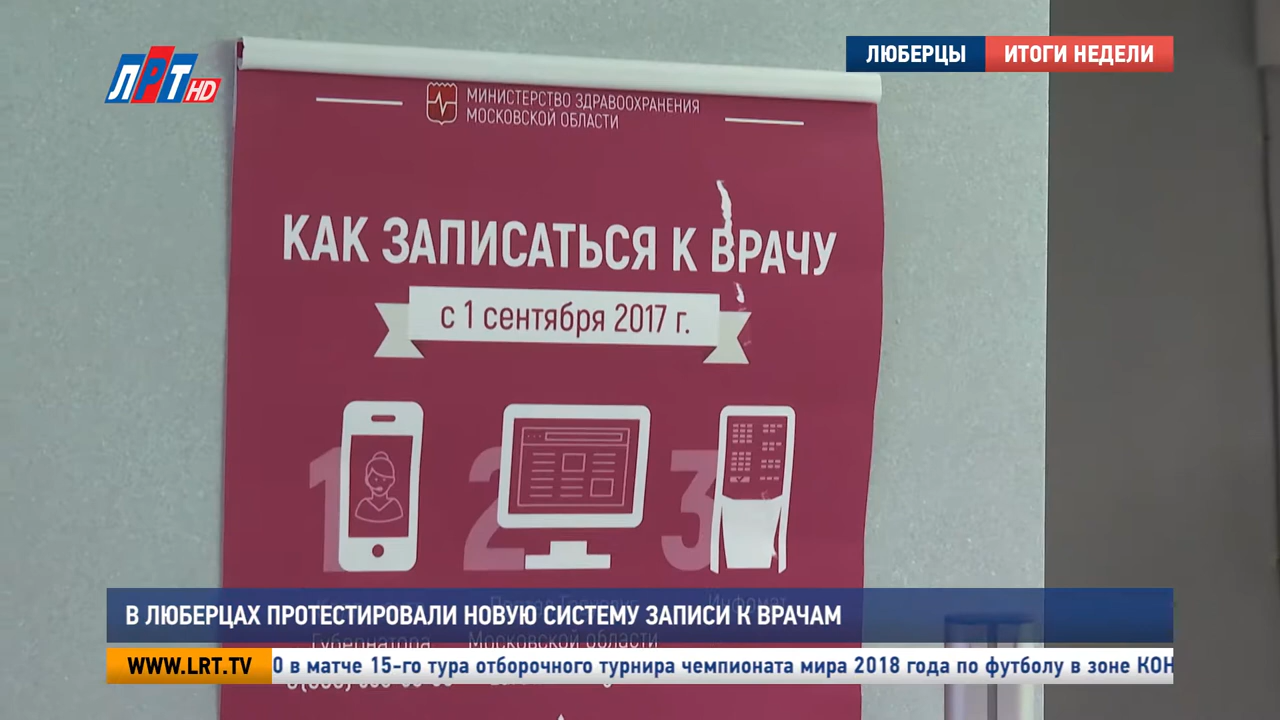 ЛРТ HD
ЛЮБЕРЦЫ ИТОГИ НЕДЕЛИ
МИНИСТЕРСТВО ЗДРАВООХРАНЕНИЯ
МОСКОВСКОЙ ОБЛАСТИ
КАК ЗАПИСАТЬСЯ К ВРАЧУ
с 1 сентября 2017 г.
1 2 3
В ЛЮБЕРЦАХ ПРОТЕСТИРОВАЛИ НОВУЮ СИСТЕМУ ЗАПИСИ К ВРАЧАМ
Губернатора Московской области
WWW.LRT.TV 0 в матче 15-го тура отборочного турнира чемпионата мира 2018 года по футболу в зоне КОН